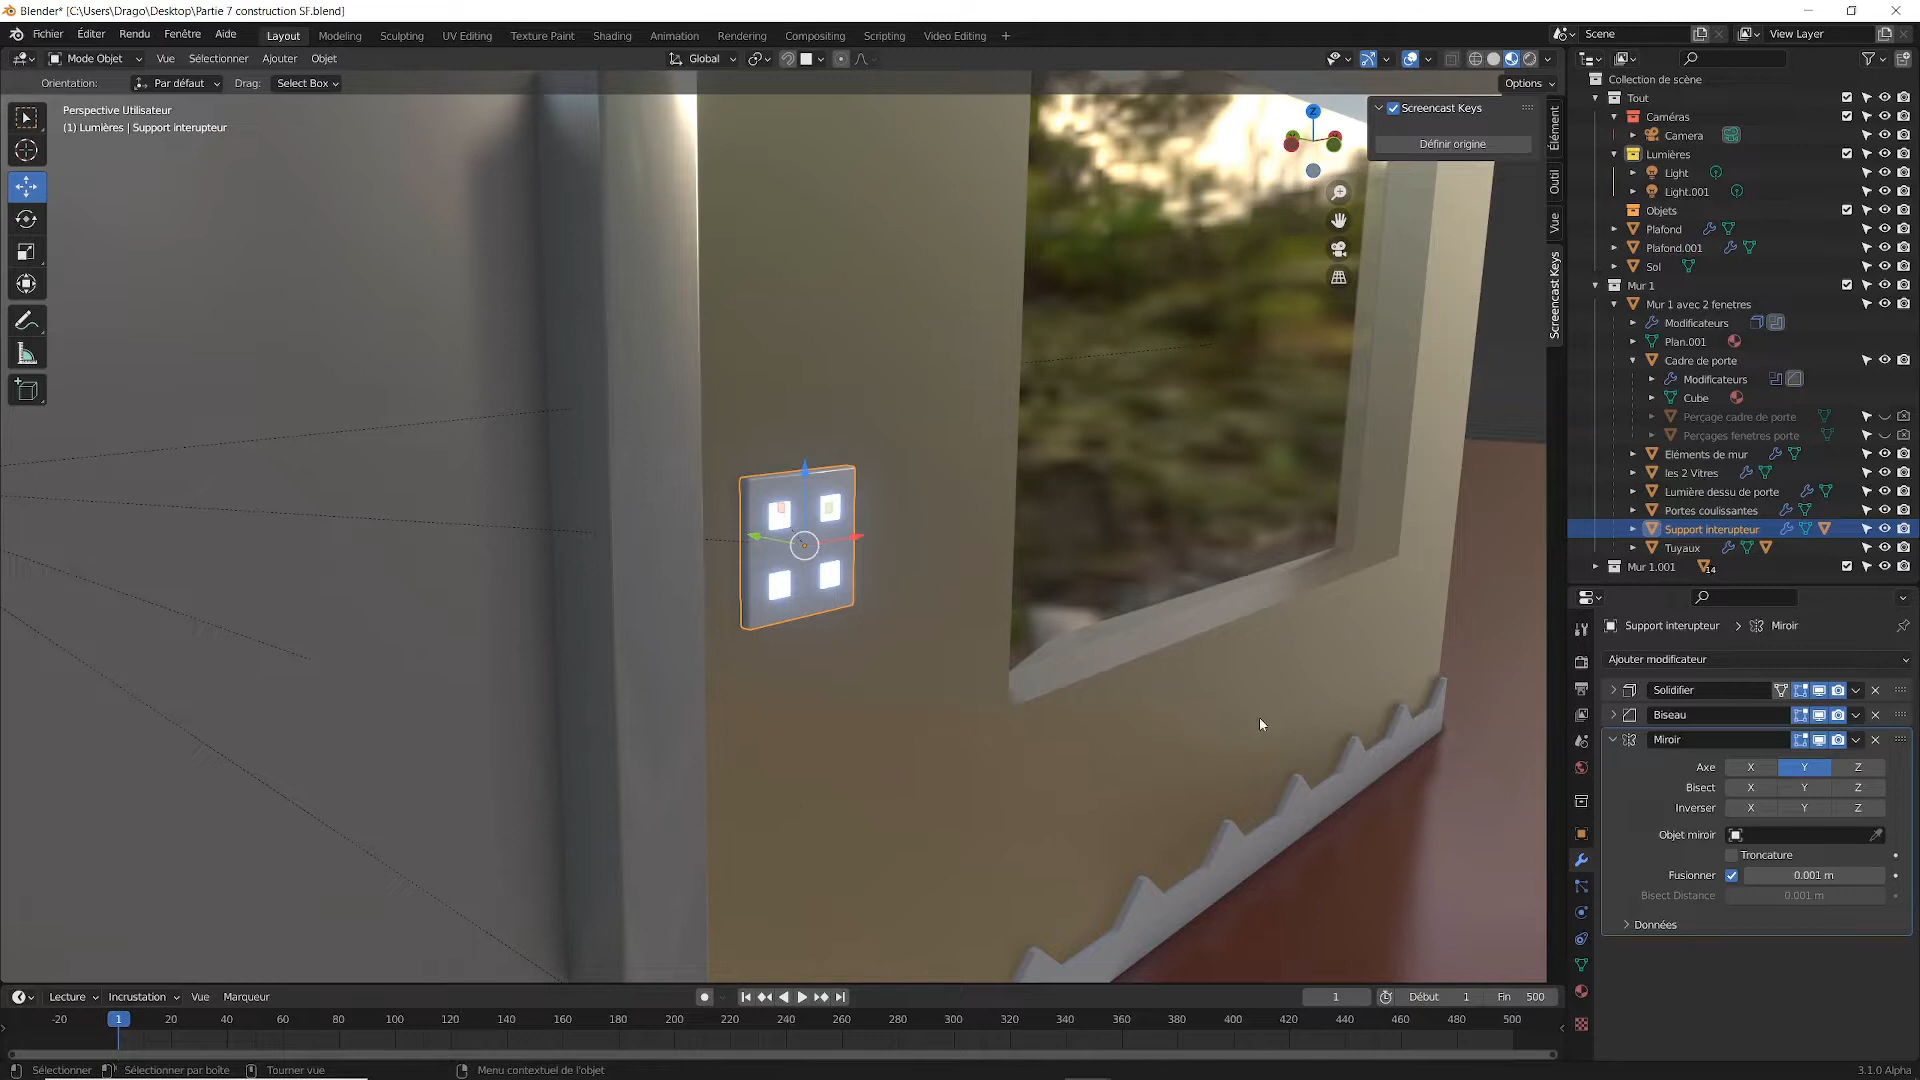 Blender* [C:\Users\Drago\Desktop\Partie 7 construction SF.blend]
Fichier Éditer Rendu Fenêtre Aide Layout Modeling Sculpting UV Editing Texture Paint Shading Animation Rendering Compositing Scripting Video Editing + Scene View Layer
Mode Objet Vue Sélectionner Ajouter Objet Global
Orientation: Par défaut Drag: Select Box Options
Perspective Utilisateur
(1) Lumières | Support interupteur
Screencast Keys
Définir origine
Z
Elément
Outil
Vue
Screencast Keys
Collection de scène
Tout
Caméras
Camera
Lumières
Light
Light.001
Objets
Plafond
Plafond.001
Sol
Mur 1
Mur 1 avec 2 fenetres
Modificateurs
Plan.001
Cadre de porte
Modificateurs
Cube
Perçage cadre de porte
Perçages fenetres porte
Eléments de mur
les 2 Vitres
Lumière dessu de porte
Portes coulissantes
Support interupteur
Tuyaux
Mur 1.001 14
Support interupteur > Miroir
Ajouter modificateur
Solidifier
Biseau
Miroir
Axe X Y Z
Bisect X Y Z
Inverser X Y Z
Objet miroir
Troncature
Fusionner 0.001 m
Bisect Distance 0.001 m
Données
Lecture Incrustation Vue Marqueur 1 Début 1 Fin 500
-20 1 20 40 60 80 100 120 140 160 180 200 220 240 260 280 300 320 340 360 380 400 420 440 460 480 500
Sélectionner Sélectionner par boîte Tourner vue Menu contextuel de l'objet 3.1.0 Alpha